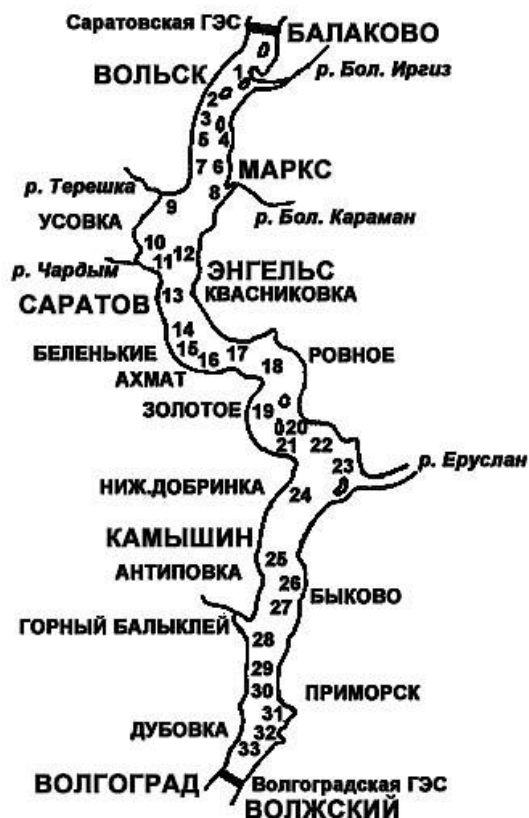 Саратовская ГЭС
БАЛАКОВО
ВОЛЬСК
1
р. Бол. Иргиз
2
3
4
5
7 6
МАРКС
р. Терешка
8
9
р. Бол. Караман
УСОВКА
10
12
11
р. Чардым
ЭНГЕЛЬС
КВАСНИКОВКА
САРАТОВ
13
14
БЕЛЕНЬКИЕ
15
16
17
РОВНОЕ
18
АХМАТ
ЗОЛОТОЕ
19
20
21
22
23
р. Еруслан
НИЖ.ДОБРИНКА
24
КАМЫШИН
25
АНТИПОВКА
26
БЫКОВО
27
ГОРНЫЙ БАЛЫКЛЕЙ
28
29
30
ПРИМОРСК
31
ДУБОВКА
32
33
ВОЛГОГРАД
Волгоградская ГЭС
ВОЛЖСКИЙ